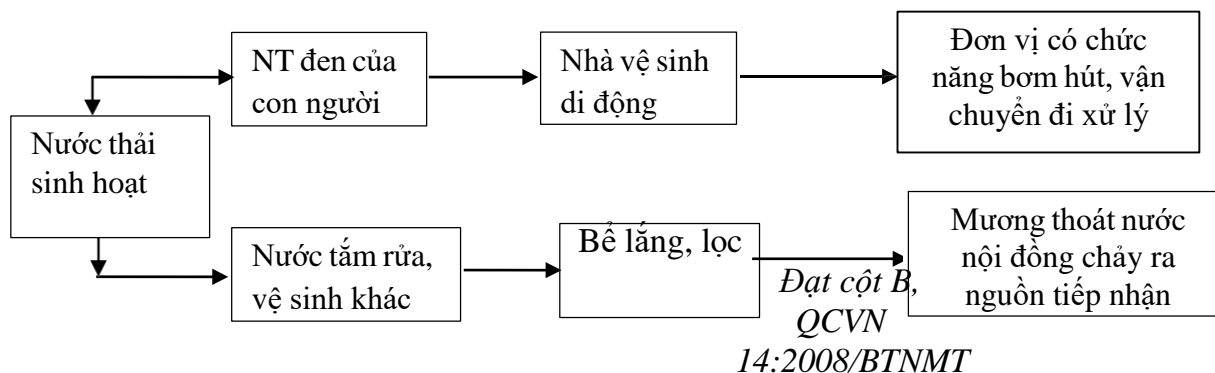 NT đen của
con người
Nhà vệ sinh
di động
Đơn vị có chức
năng bơm hút, vận
chuyển đi xử lý
Nước thải
sinh hoạt
Nước tắm rửa,
vệ sinh khác
Bể lắng, lọc
Đạt cột B,
QCVN
14:2008/BTNMT
Mương thoát nước
nội đồng chảy ra
nguồn tiếp nhận